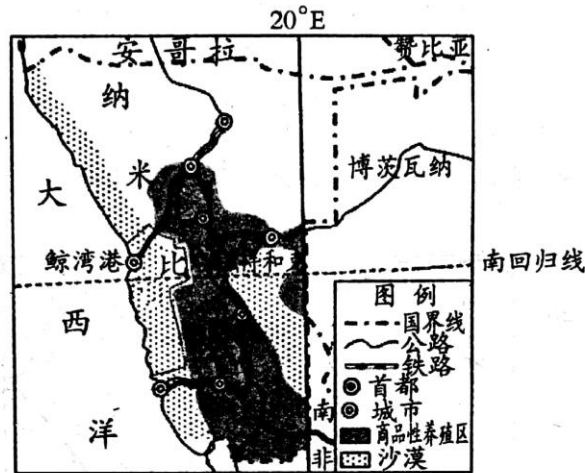 20°E
安哥拉
赞比亚
纳
米
博茨瓦纳
大
鲸湾港
比
和
南回归线
西
洋
图例
国界线
公路
铁路
首都
城市
商品性养殖区
沙漠
南
非